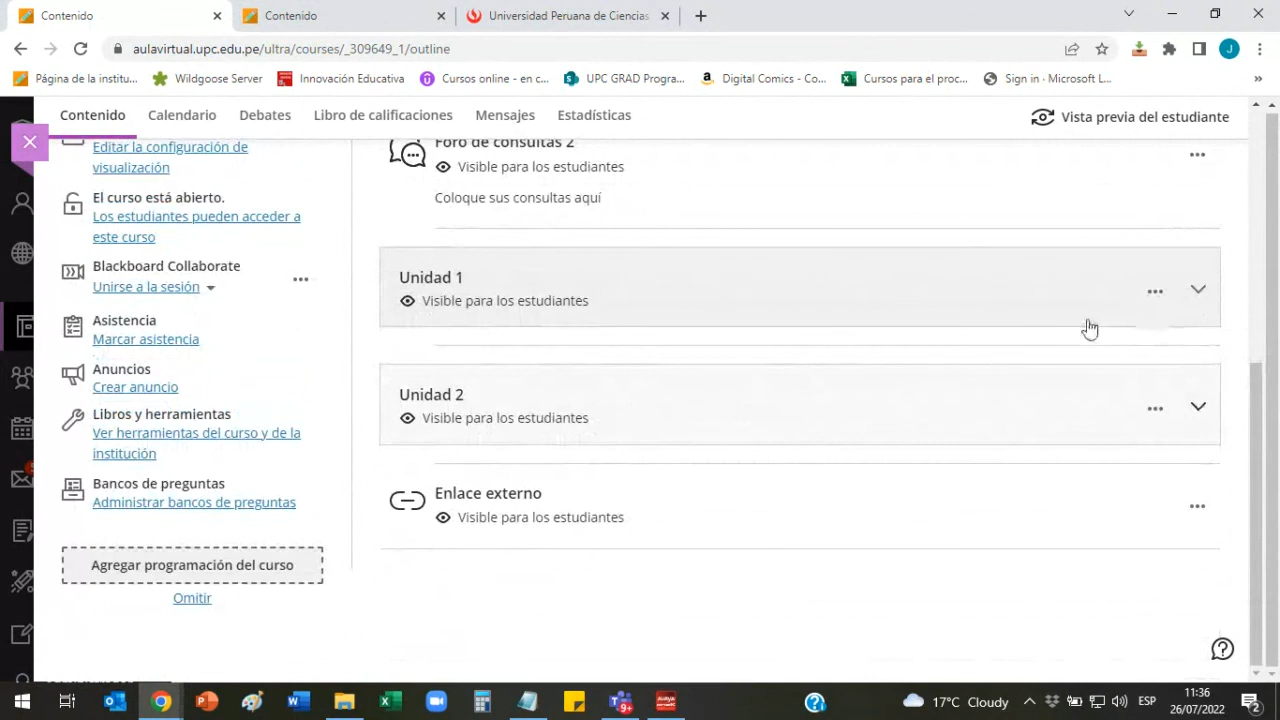 Contenido
Contenido
Universidad Peruana de Ciencias
aulavirtual.upc.edu.pe/ultra/courses/_309649_1/outline
J
Página de la institu...
Wildgoose Server
Innovación Educativa
Cursos online - en c...
UPC GRAD Progra...
Digital Comics - Co...
Cursos para el proc...
Sign in · Microsoft L...
»
Contenido
Calendario
Debates
Libro de calificaciones
Mensajes
Estadísticas
Vista previa del estudiante
Editar la configuración de
visualización
El curso está abierto.
Los estudiantes pueden acceder a
este curso
Blackboard Collaborate
Unirse a la sesión
Asistencia
Marcar asistencia
Anuncios
Crear anuncio
Libros y herramientas
Ver herramientas del curso y de la
institución
Bancos de preguntas
Administrar bancos de preguntas
Agregar programación del curso
Omitir
Foro de consultas 2
Visible para los estudiantes
Coloque sus consultas aquí
Unidad 1
Visible para los estudiantes
Unidad 2
Visible para los estudiantes
Enlace externo
Visible para los estudiantes
9+
17°C Cloudy
ESP
11:36
26/07/2022
2